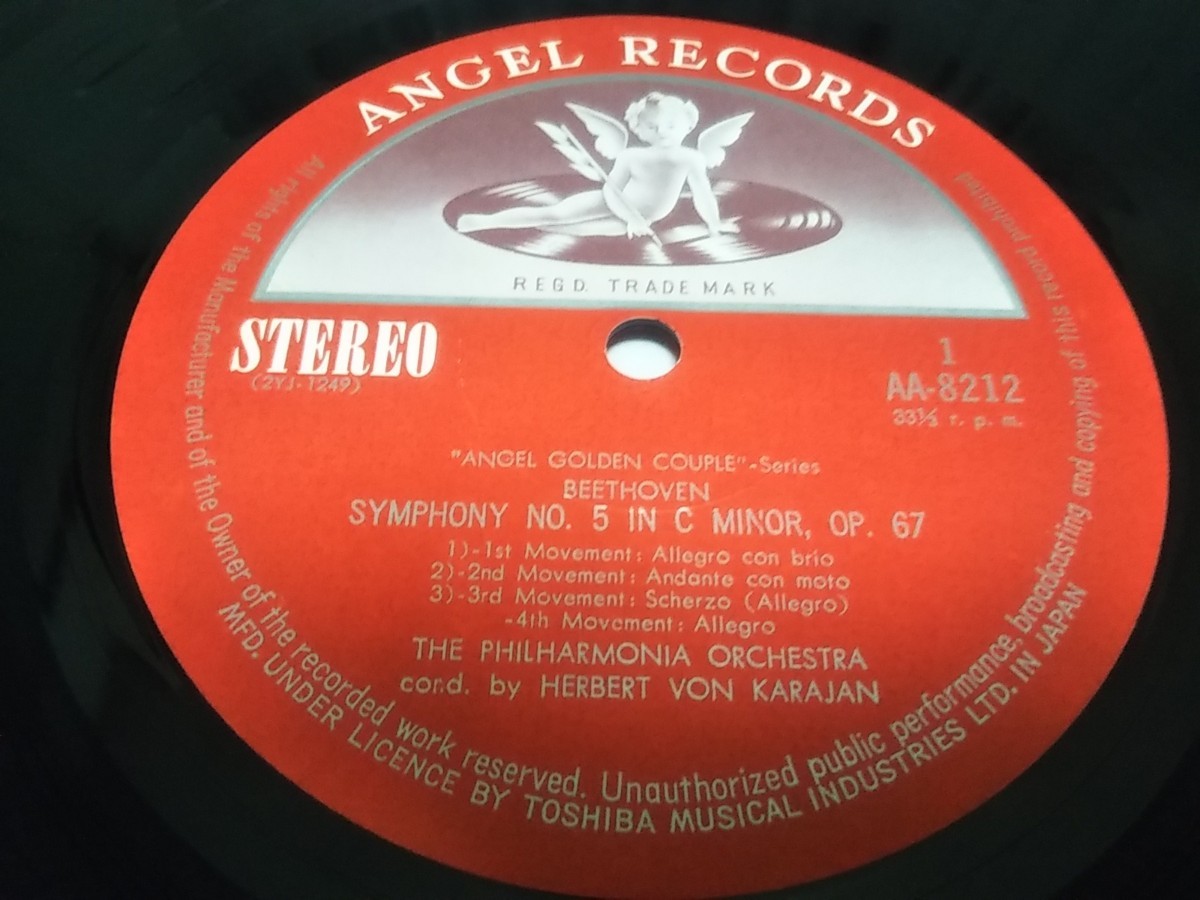 ANGEL RECORDS
REGD. TRADE MARK
STEREO
(2YJ-1249)
1
AA-8212
33⅓ r. p. m.
"ANGEL GOLDEN COUPLE"-Series
BEETHOVEN
SYMPHONY NO. 5 IN C MINOR, OP. 67
1)-1st Movement: Allegro con brio
2)-2nd Movement: Andante con moto
3)-3rd Movement: Scherzo (Allegro)
-4th Movement: Allegro
THE PHILHARMONIA ORCHESTRA
cond. by HERBERT VON KARAJAN
All rights of the Manufacturer and of the Owner of the recorded work reserved. Unauthorized public performance, broadcasting and copying of this record prohibited
MFD. UNDER LICENCE BY TOSHIBA MUSICAL INDUSTRIES LTD. IN JAPAN